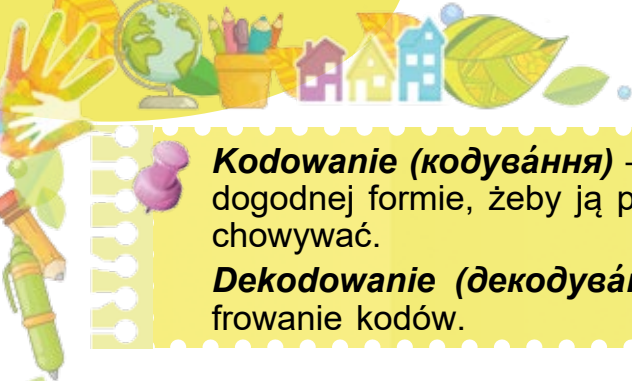 Kodowanie (кодува́ння) –
dogodnej formie, żeby ją p
chowywać.
Dekodowanie (декодува́
frowanie kodów.